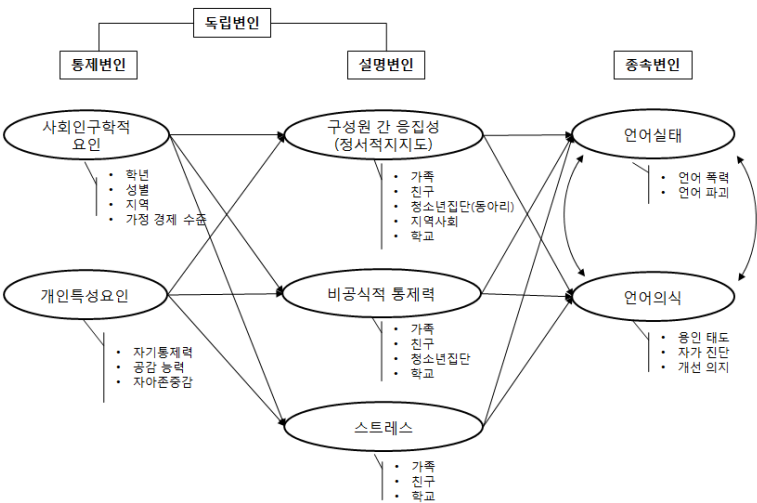 독립변인
통제변인
설명변인
종속변인
사회인구학적
요인
• 학년
• 성별
• 지역
• 가정 경제 수준
구성원 간 응집성
(정서적지지도)
• 가족
• 친구
• 청소년집단(동아리)
• 지역사회
• 학교
언어실태
• 언어 폭력
• 언어 파괴
개인특성요인
• 자기통제력
• 공감 능력
• 자아존중감
비공식적 통제력
• 가족
• 친구
• 청소년집단
• 학교
언어의식
• 용인 태도
• 자가 진단
• 개선 의지
스트레스
• 가족
• 친구
• 학교